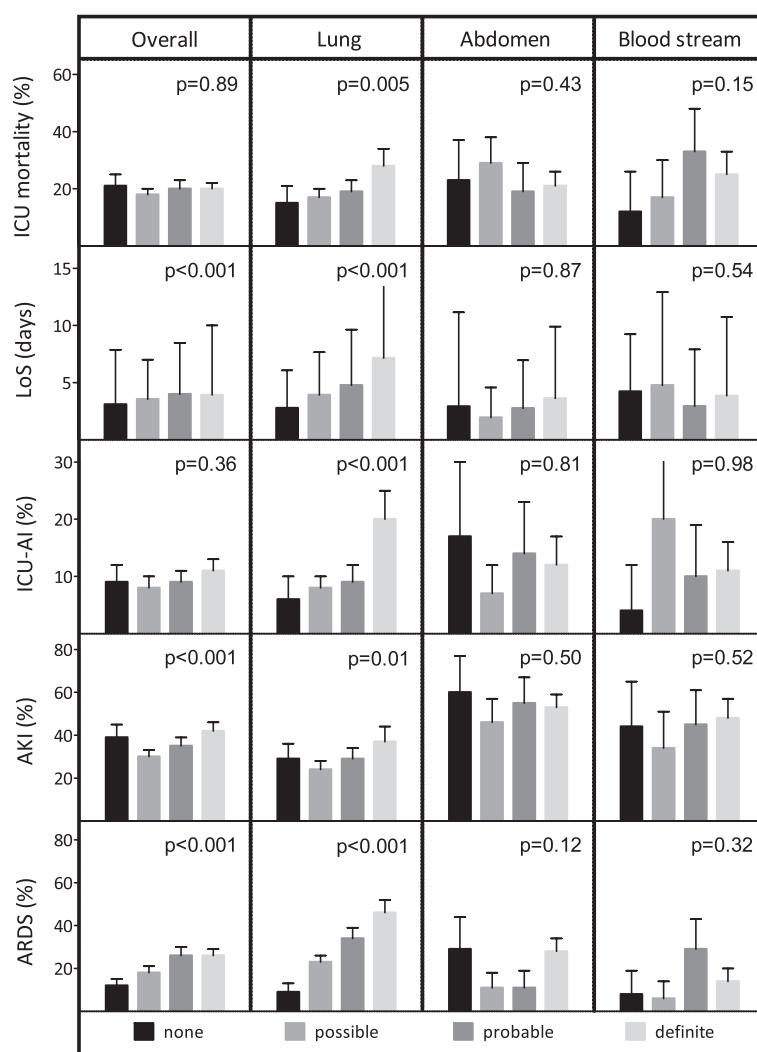 Overall Lung Abdomen Blood stream
ICU mortality (%)
60
40
20
p=0.89 p=0.005 p=0.43 p=0.15
LoS (days)
15
10
5
p<0.001 p<0.001 p=0.87 p=0.54
ICU-AI (%)
30
20
10
p=0.36 p<0.001 p=0.81 p=0.98
AKI (%)
80
60
40
20
p<0.001 p=0.01 p=0.50 p=0.52
ARDS (%)
80
60
40
20
p<0.001 p<0.001 p=0.12 p=0.32
none possible probable definite